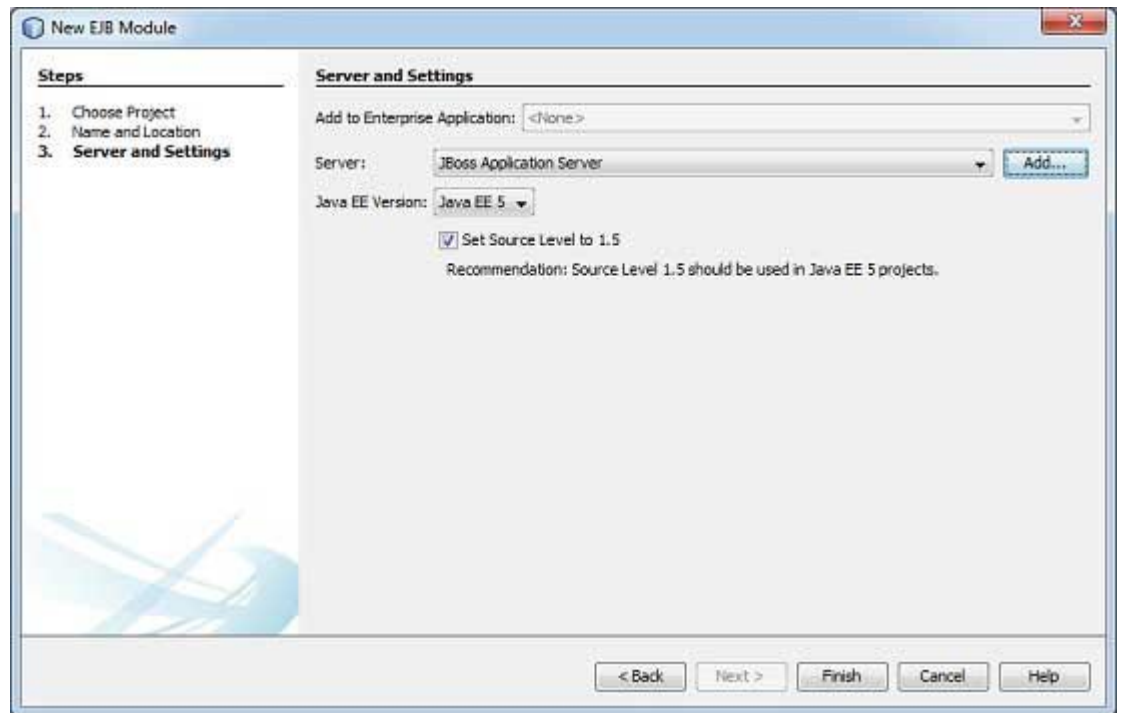 New EJB Module
Steps
1. Choose Project
2. Name and Location
3. Server and Settings
Server and Settings
Add to Enterprise Application: <None>
Server: JBoss Application Server Add...
Java EE Version: Java EE 5
Set Source Level to 1.5
Recommendation: Source Level 1.5 should be used in Java EE 5 projects.
< Back Next > Finish Cancel Help